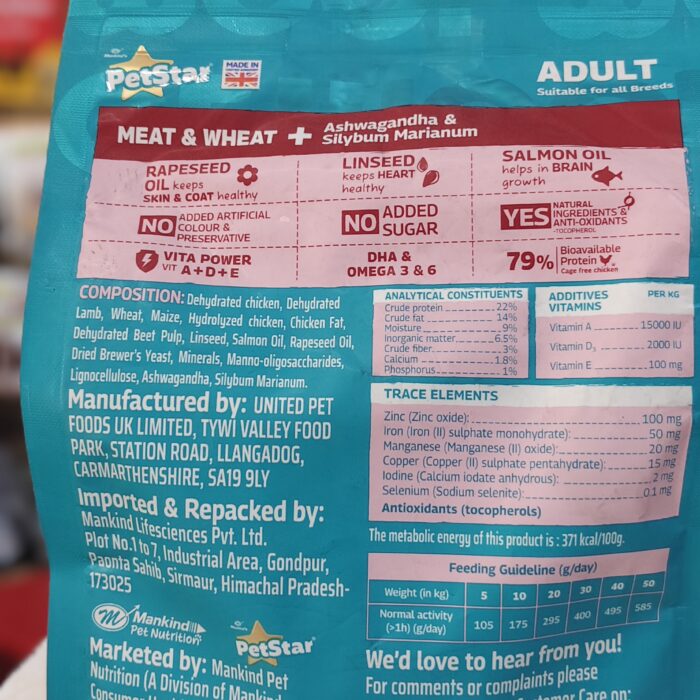 Mankind's
PetStar
MADE IN
UNITED KINGDOM
ADULT
Suitable for all Breeds
MEAT & WHEAT + Ashwagandha &
Silybum Marianum
RAPESEED
OIL keeps
SKIN & COAT healthy
LINSEED
keeps HEART
healthy
SALMON OIL
helps in BRAIN
growth
NO ADDED ARTIFICIAL
COLOUR &
PRESERVATIVE
NO ADDED
SUGAR
YES NATURAL
INGREDIENTS &
ANTI-OXIDANTS
-TOCOPHEROL
VITA POWER
VIT A+D+E
DHA &
OMEGA 3 & 6
79% Bioavailable
Protein
Cage free chicken
COMPOSITION: Dehydrated chicken, Dehydrated
Lamb, Wheat, Maize, Hydrolyzed chicken, Chicken Fat,
Dehydrated Beet Pulp, Linseed, Salmon Oil, Rapeseed Oil,
Dried Brewer's Yeast, Minerals, Manno-oligosaccharides,
Lignocellulose, Ashwagandha, Silybum Marianum.
Manufactured by: UNITED PET
FOODS UK LIMITED, TYWI VALLEY FOOD
PARK, STATION ROAD, LLANGADOG,
CARMARTHENSHIRE, SA19 9LY
Imported & Repacked by:
Mankind Lifesciences Pvt. Ltd.
Plot No.1 to 7, Industrial Area, Gondpur,
Paonta Sahib, Sirmaur, Himachal Pradesh-
173025
Mankind
Pet Nutrition
PetStar
Marketed by: Mankind Pet
Nutrition (A Division of Mankind
ANALYTICAL CONSTITUENTS
Crude protein 22%
Crude fat 14%
Moisture 9%
Inorganic matter 6.5%
Crude fiber 3%
Calcium 1.8%
Phosphorus 1%
ADDITIVES PER KG
VITAMINS
Vitamin A 15000 IU
Vitamin D3 2000 IU
Vitamin E 100 mg
TRACE ELEMENTS
Zinc (Zinc oxide): 100 mg
Iron (Iron (II) sulphate monohydrate): 50 mg
Manganese (Manganese (II) oxide): 20 mg
Copper (Copper (II) sulphate pentahydrate): 15 mg
Iodine (Calcium iodate anhydrous): 2 mg
Selenium (Sodium selenite): 0.1 mg
Antioxidants (tocopherols)
The metabolic energy of this product is : 371 kcal/100g.
Feeding Guideline (g/day)
Weight (in kg) 5 10 20 30 40 50
Normal activity
(>1h) (g/day) 105 175 295 400 495 585
We'd love to hear from you!
For comments or complaints please